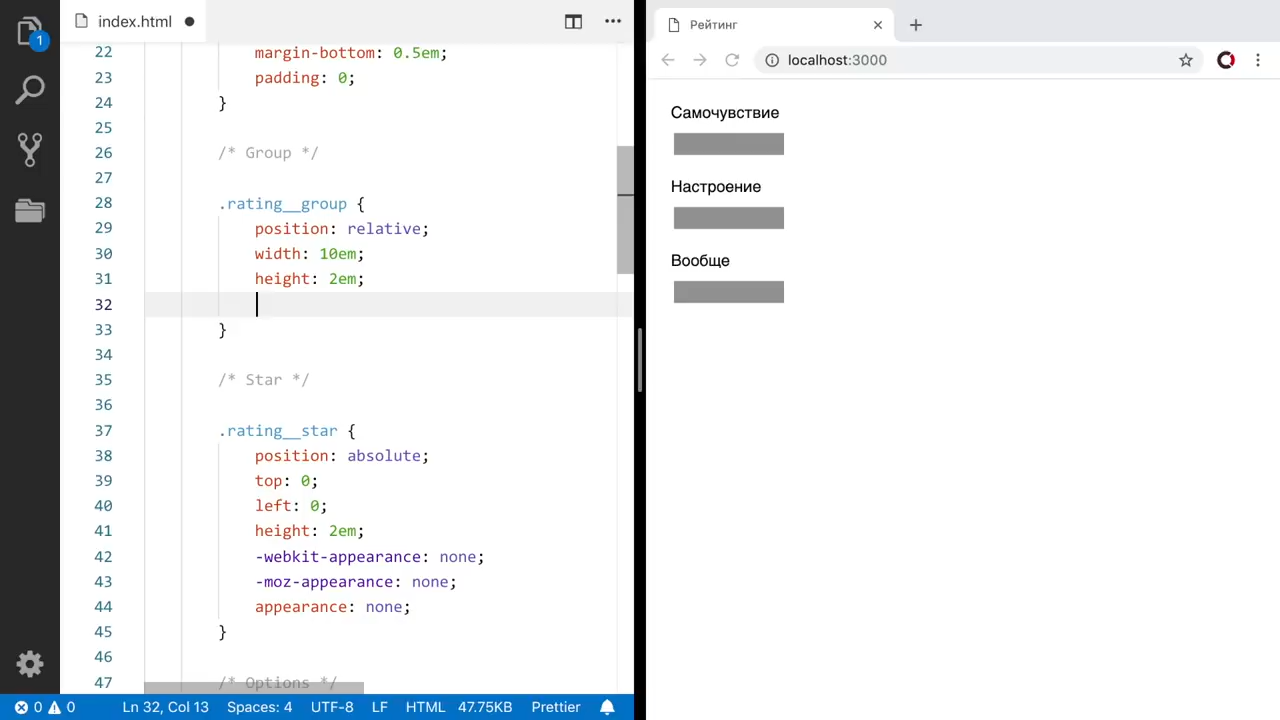 index.html
1
22 margin-bottom: 0.5em;
23 padding: 0;
24 }
25
26 /* Group */
27
28 .rating__group {
29 position: relative;
30 width: 10em;
31 height: 2em;
32
33 }
34
35 /* Star */
36
37 .rating__star {
38 position: absolute;
39 top: 0;
40 left: 0;
41 height: 2em;
42 -webkit-appearance: none;
43 -moz-appearance: none;
44 appearance: none;
45 }
46
47 /* Options */
0 0 Ln 32, Col 13 Spaces: 4 UTF-8 LF HTML 47.75KB Prettier
Рейтинг
localhost:3000
Самочувствие
Настроение
Вообще